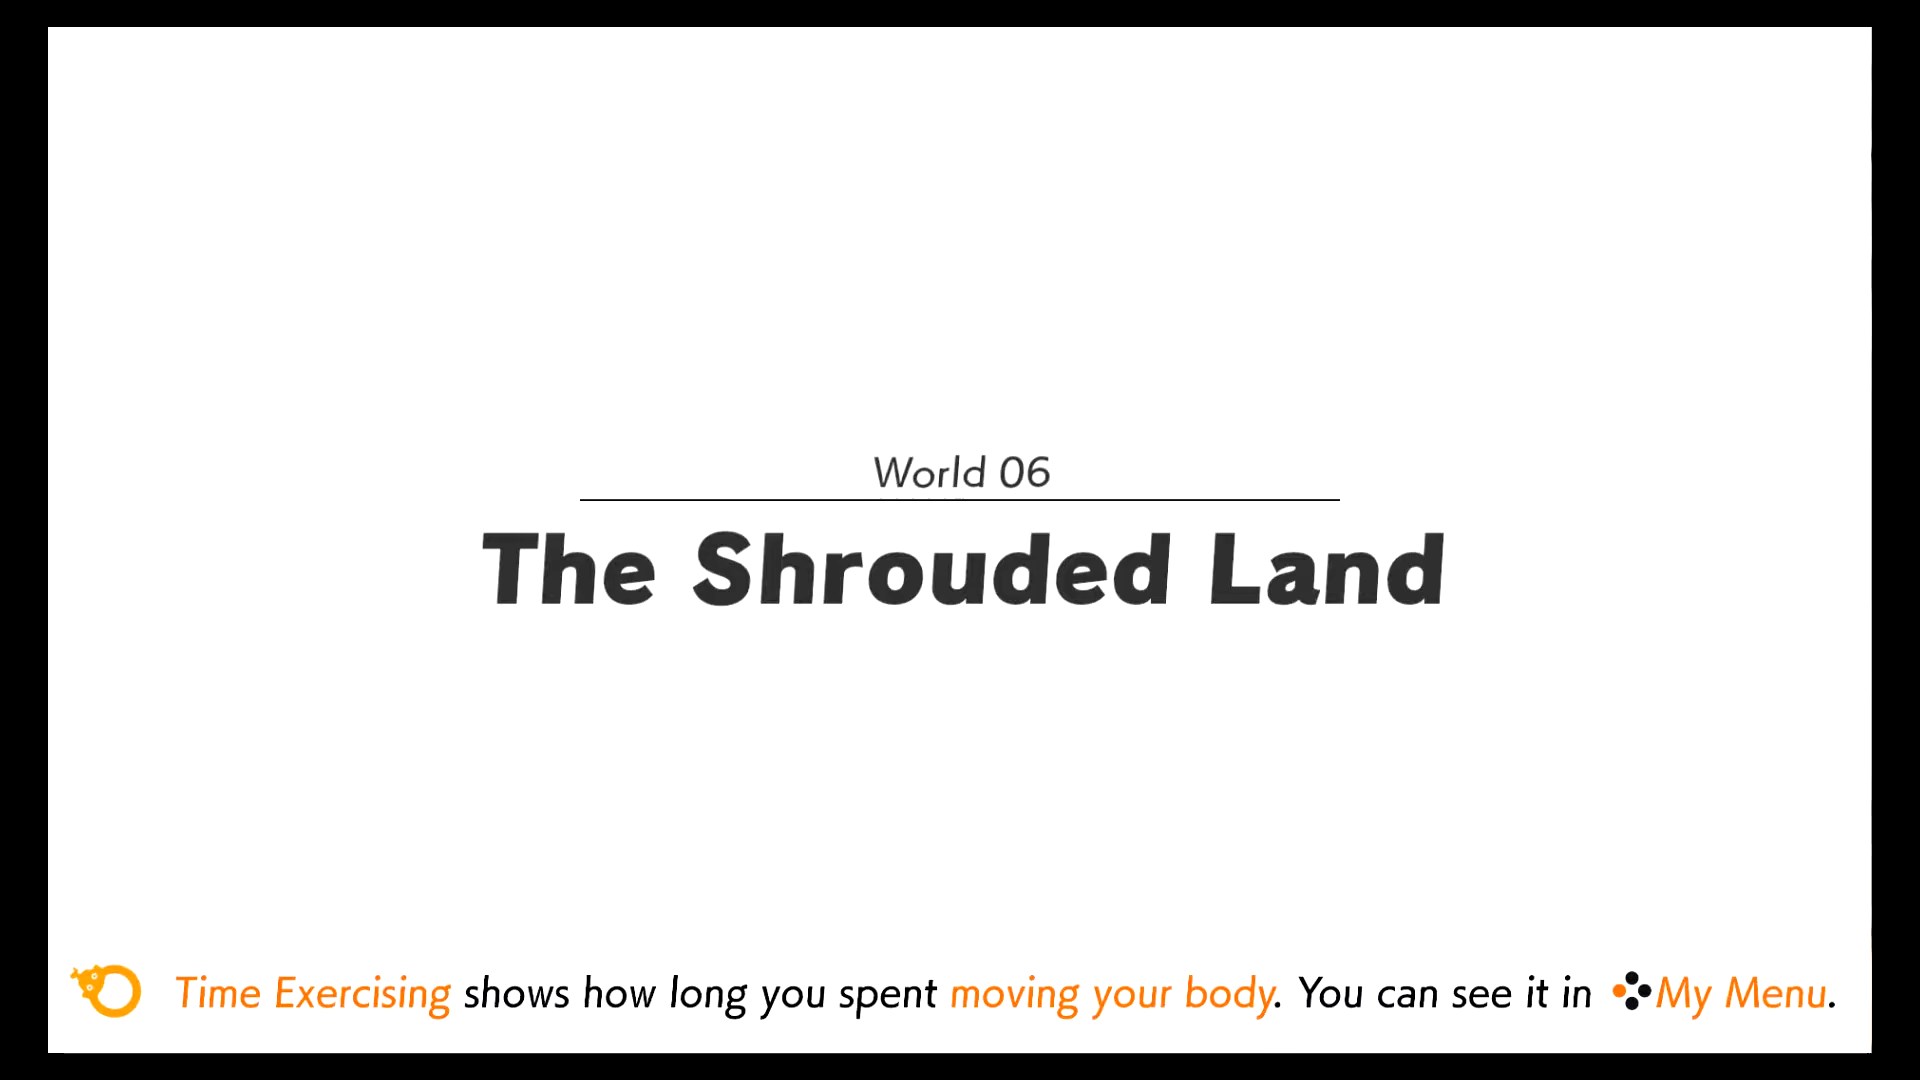 World 06
The Shrouded Land
Time Exercising shows how long you spent moving your body. You can see it in My Menu.